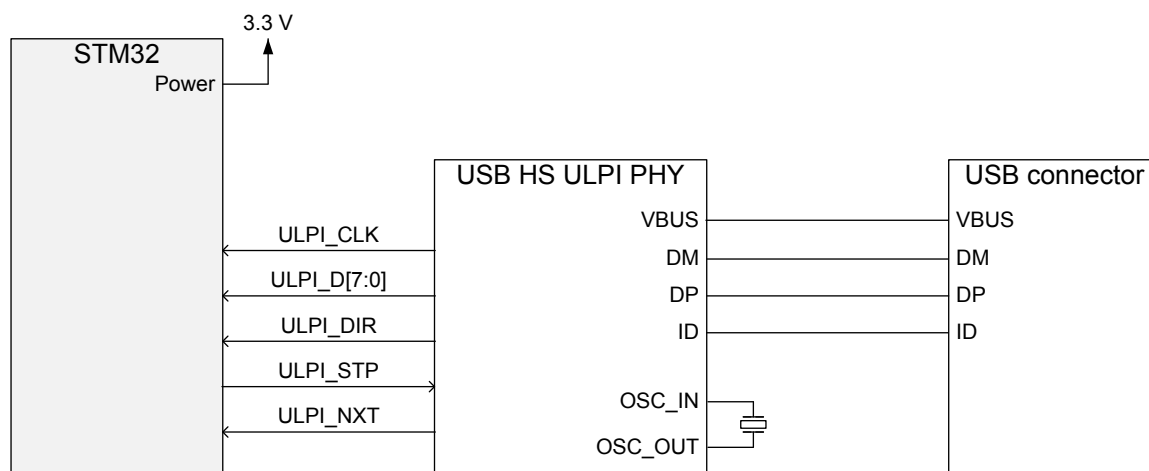 3.3 V
STM32
Power
USB HS ULPI PHY
USB connector
VBUS
VBUS
ULPI_CLK
DM
DM
ULPI_D[7:0]
DP
DP
ULPI_DIR
ID
ID
ULPI_STP
OSC_IN
ULPI_NXT
OSC_OUT